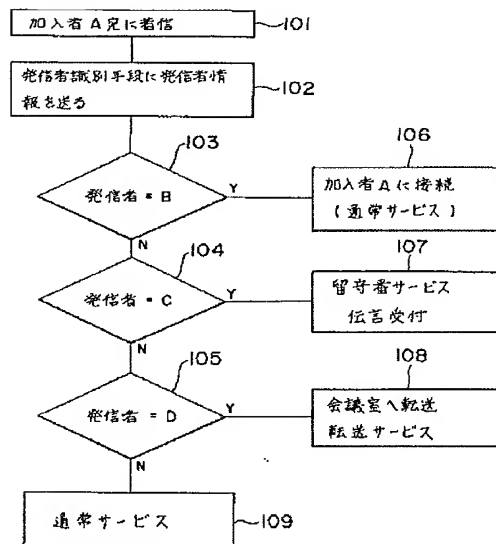 加入者A宛に着信
101
発信者識別手段に発信者情
報を送る
102
103
発信者=B
Y
N
106
加入者Aに接続
(通常サービス)
104
発信者=C
Y
N
107
留守番サービス
伝言受付
105
発信者=D
Y
N
108
会議室へ転送
転送サービス
通常サービス
109